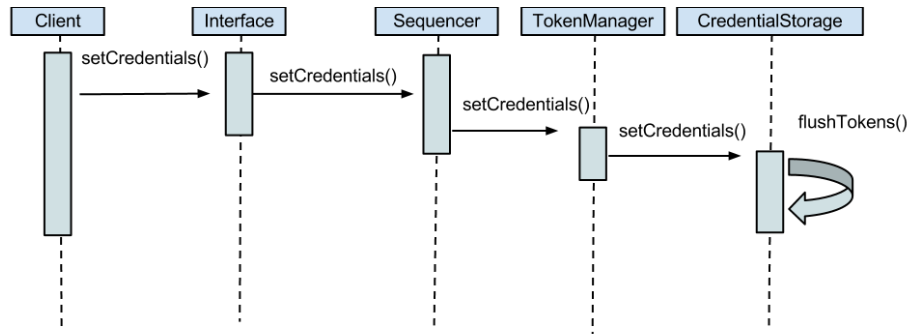 Client
Interface
Sequencer
TokenManager
CredentialStorage
setCredentials()
setCredentials()
setCredentials()
setCredentials()
flushTokens()